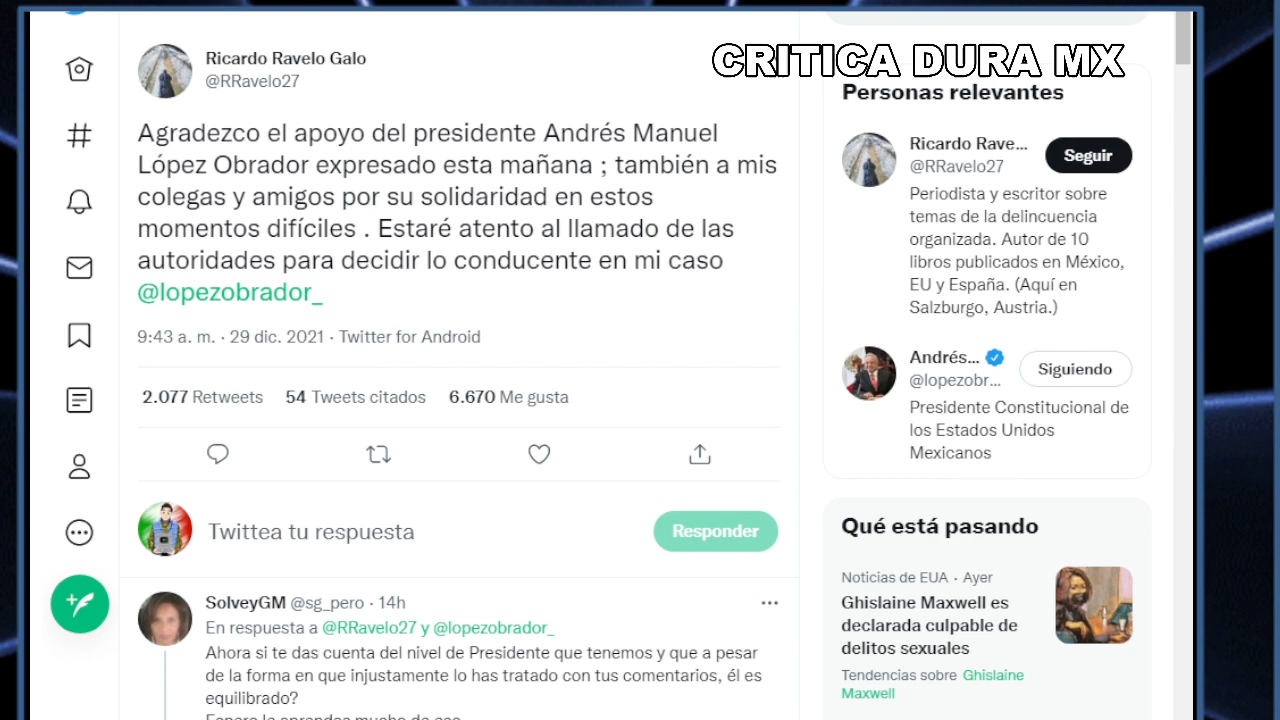 CRITICA DURA MX
Ricardo Ravelo Galo
@RRavelo27
Agradezco el apoyo del presidente Andrés Manuel
López Obrador expresado esta mañana ; también a mis
colegas y amigos por su solidaridad en estos
momentos difíciles . Estaré atento al llamado de las
autoridades para decidir lo conducente en mi caso
@lopezobrador_
9:43 a. m. · 29 dic. 2021 · Twitter for Android
2.077 Retweets 54 Tweets citados 6.670 Me gusta
Twittea tu respuesta
Responder
SolveyGM @sg_pero · 14h
En respuesta a @RRavelo27 y @lopezobrador_
Ahora si te das cuenta del nivel de Presidente que tenemos y que a pesar
de la forma en que injustamente lo has tratado con tus comentarios, él es
equilibrado?
Personas relevantes
Ricardo Rave...
@RRavelo27
Seguir
Periodista y escritor sobre
temas de la delincuencia
organizada. Autor de 10
libros publicados en México,
EU y España. (Aquí en
Salzburgo, Austria.)
Andrés...
@lopezobr...
Siguiendo
Presidente Constitucional de
los Estados Unidos
Mexicanos
Qué está pasando
Noticias de EUA · Ayer
Ghislaine Maxwell es
declarada culpable de
delitos sexuales
Tendencias sobre Ghislaine
Maxwell